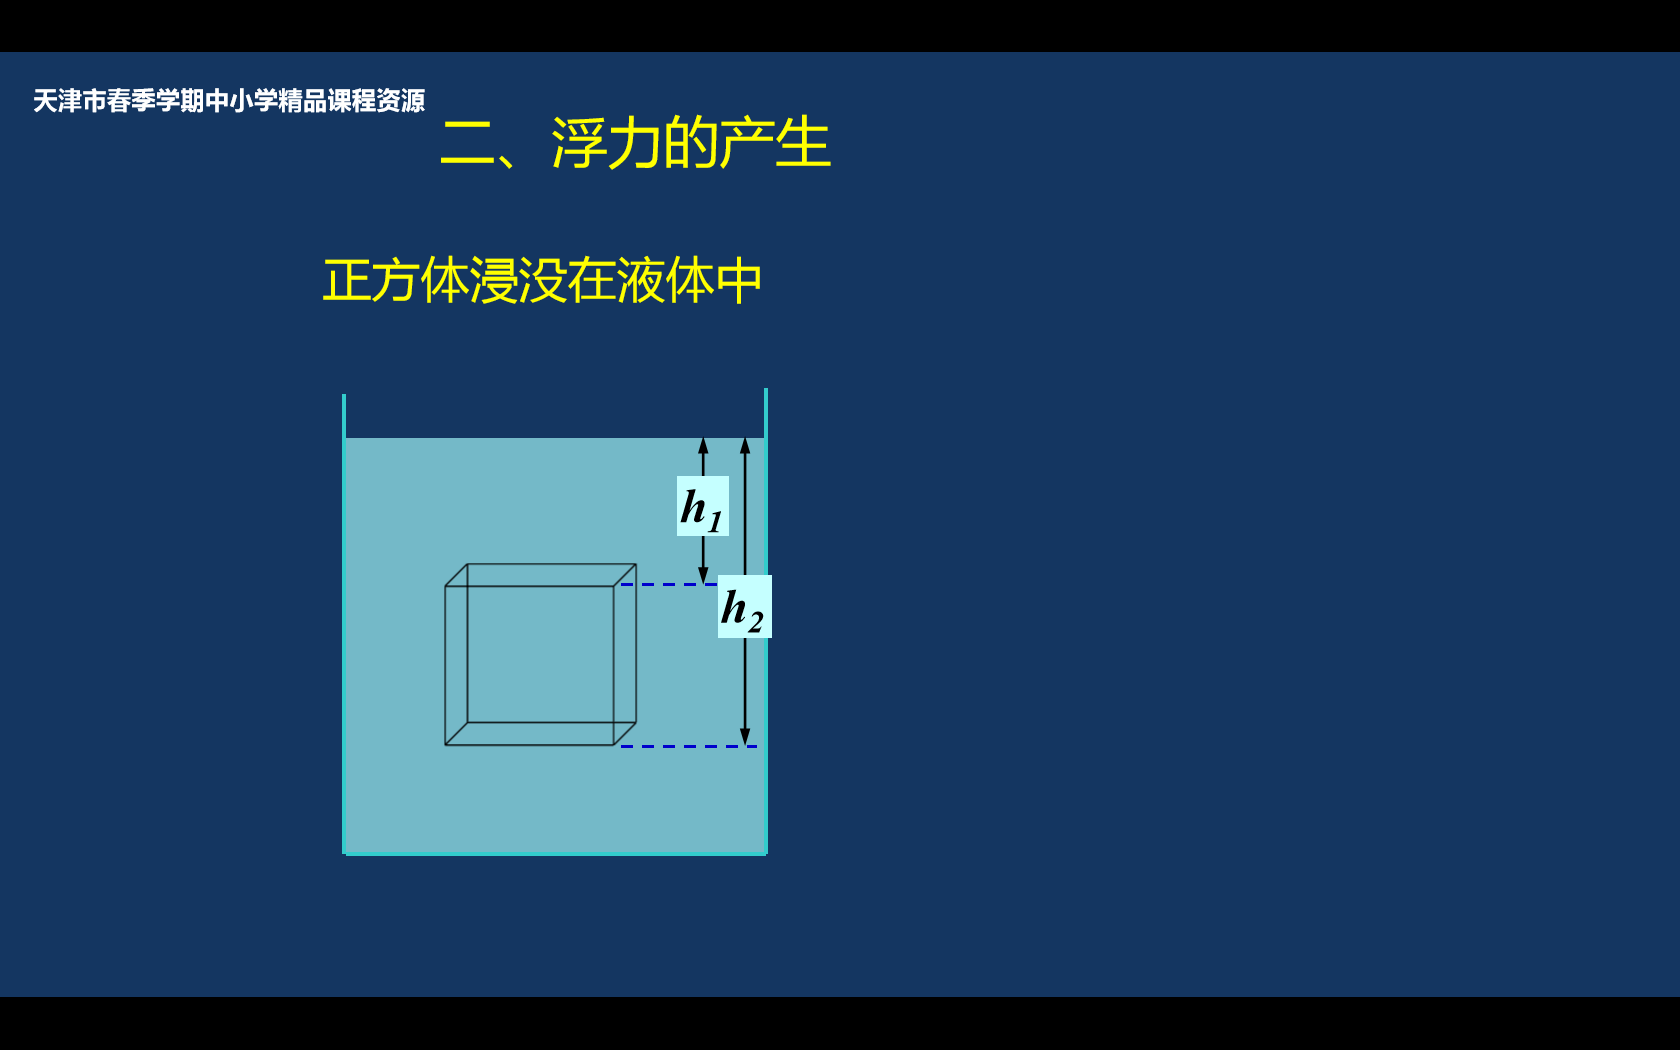 天津市春季学期中小学精品课程资源
二、浮力的产生
正方体浸没在液体中
h₁
h₂